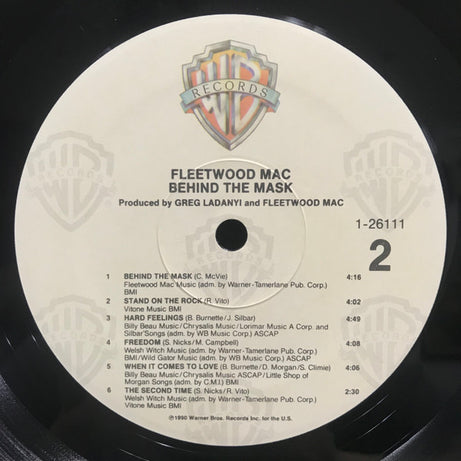 WB
RECORDS
FLEETWOOD MAC
BEHIND THE MASK
Produced by GREG LADANYI and FLEETWOOD MAC
1-26111
2
1 BEHIND THE MASK (C. McVie) 4:16
Fleetwood Mac Music (adm. by Warner-Tamerlane Pub. Corp.)
BMI
2 STAND ON THE ROCK (R. Vito) 4:02
Vitone Music BMI
3 HARD FEELINGS (B. Burnette/J. Silbar) 4:49
Billy Beau Music/Chrysalis Music/Lorimar Music A Corp. and
Silbar Songs (adm. by WB Music Corp.) ASCAP
4 FREEDOM (S. Nicks/M. Campbell) 4:08
Welsh Witch Music (adm. by Warner-Tamerlane Pub. Corp.)
BMI/Wild Gator Music (adm. by WB Music Corp.) ASCAP
5 WHEN IT COMES TO LOVE (B. Burnette/D. Morgan/S. Climie) 4:06
Billy Beau Music/Chrysalis Music ASCAP/Little Shop of
Morgan Songs (adm. by C.M.I.) BMI
6 THE SECOND TIME (S. Nicks/R. Vito) 2:30
Welsh Witch Music (adm. by Warner-Tamerlane Pub. Corp.)
Vitone Music BMI
℗1990 Warner Bros. Records Inc. for the U.S.